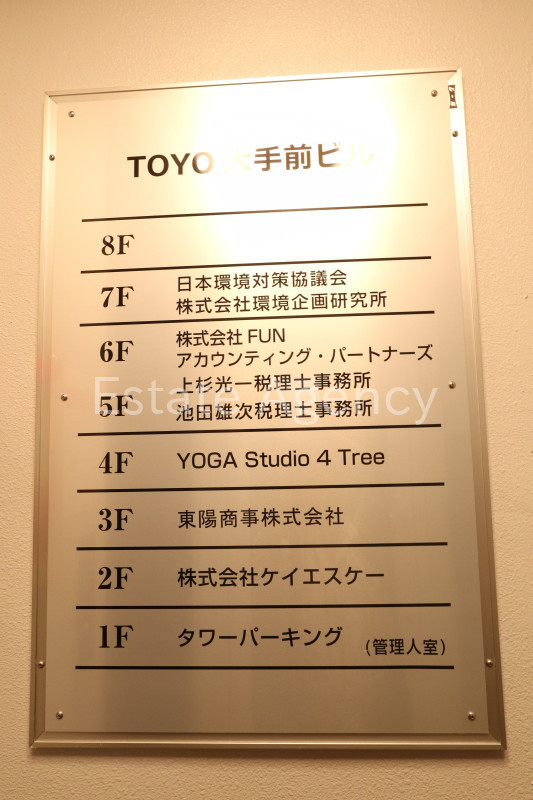 TOYO 大手前ビル
8F
7F 日本環境対策協議会
株式会社環境企画研究所
6F 株式会社FUN
アカウンティング・パートナーズ
5F 上杉光一税理士事務所
池田雄次税理士事務所
Estate Agency
4F YOGA Studio 4 Tree
3F 東陽商事株式会社
2F 株式会社ケイエスケー
1F タワーパーキング (管理人室)